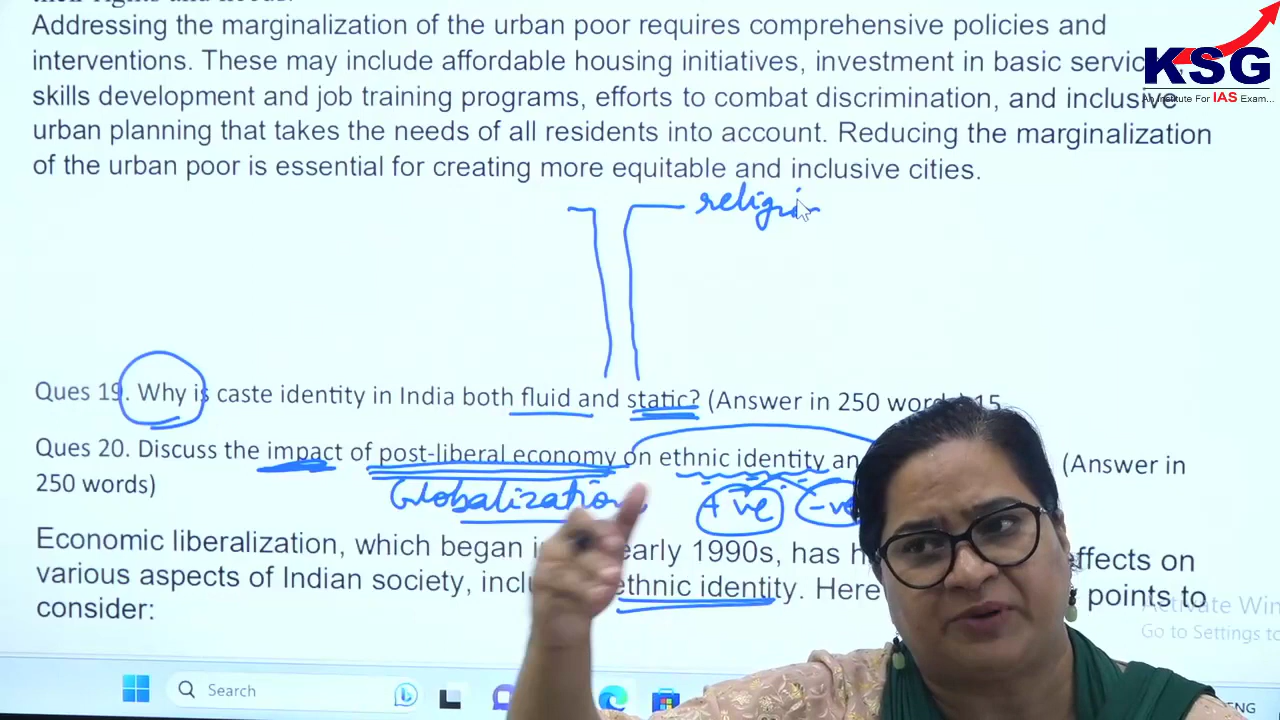 Addressing the marginalization of the urban poor requires comprehensive policies and
interventions. These may include affordable housing initiatives, investment in basic
skills development and job training programs, efforts to combat discrimination, and inclusive
urban planning that takes the needs of all residents into account. Reducing the marginalization
of the urban poor is essential for creating more equitable and inclusive cities.
KSG
An Institute For IAS Exam...
Ques 19. Why is caste identity in India both fluid and static? (Answer in 250 15
Ques 20. Discuss the impact of post-liberal economy on ethnic identity (Answer in
250 words)
Globalization +ve -ve
Economic liberalization, which began early 1990s, has on
various aspects of Indian society, ethnic identity. Here points to
consider:
Go to Settings to
Search